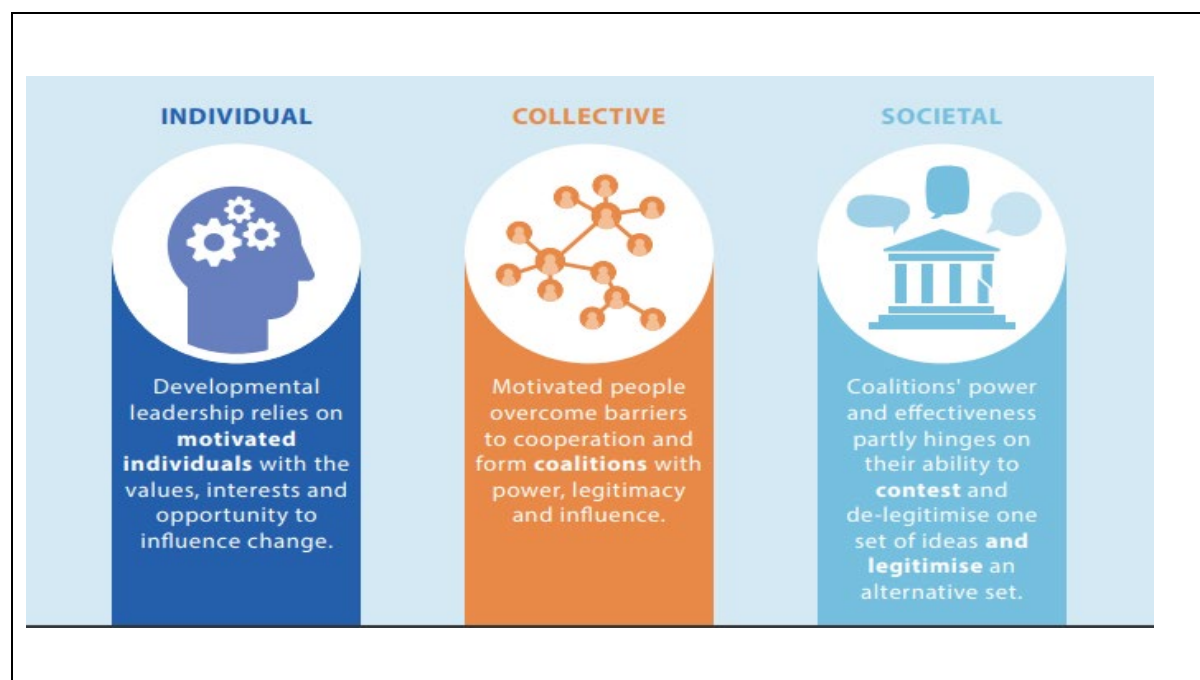 INDIVIDUAL
Developmental
leadership relies on
motivated
individuals with the
values, interests and
opportunity to
influence change.
COLLECTIVE
Motivated people
overcome barriers
to cooperation and
form coalitions with
power, legitimacy
and influence.
SOCIETAL
Coalitions' power
and effectiveness
partly hinges on
their ability to
contest and
de-legitimise one
set of ideas and
legitimise an
alternative set.